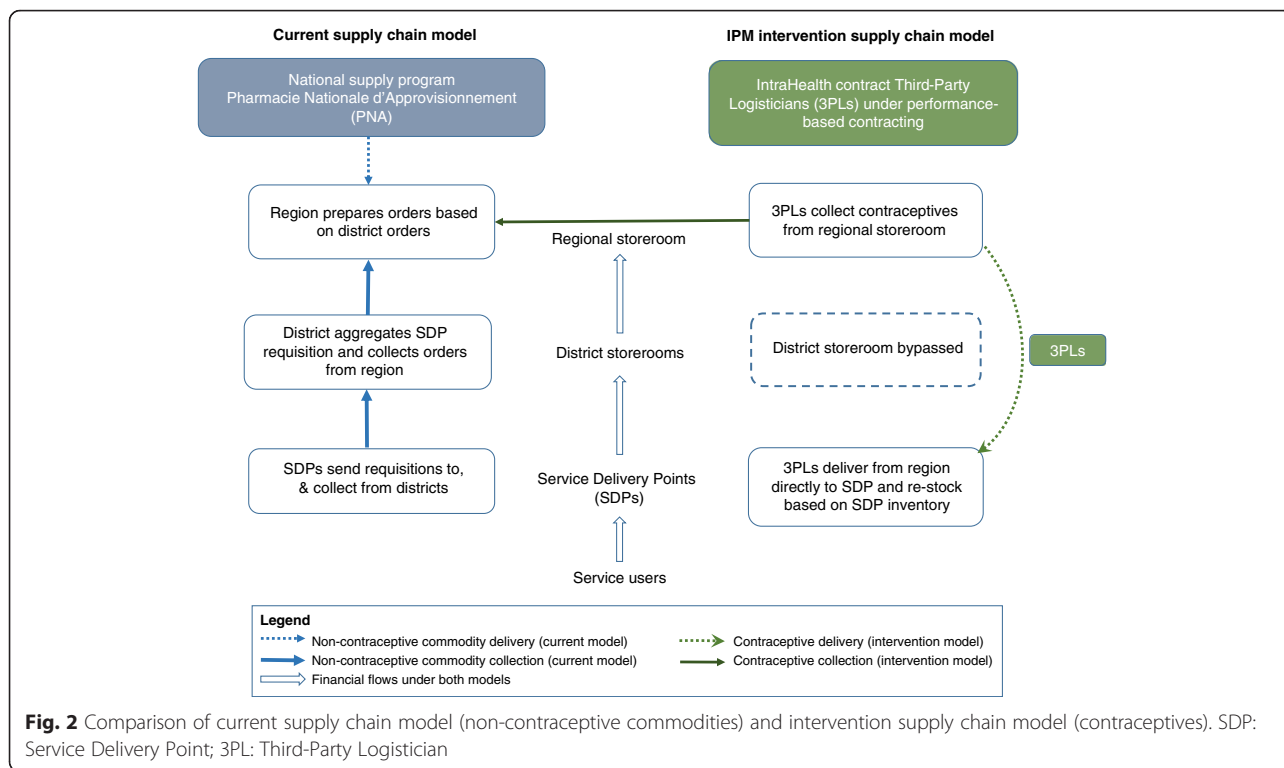 Current supply chain model
IPM intervention supply chain model
National supply program
Pharmacie Nationale d'Approvisionnement
(PNA)
IntraHealth contract Third-Party
Logisticians (3PLs) under performance-
based contracting
Region prepares orders based
on district orders
Regional storeroom
3PLs collect contraceptives
from regional storeroom
District aggregates SDP
requisition and collects orders
from region
District storerooms
District storeroom bypassed
3PLs
SDPs send requisitions to,
& collect from districts
Service Delivery Points
(SDPs)
3PLs deliver from region
directly to SDP and re-stock
based on SDP inventory
Service users
Legend
Non-contraceptive commodity delivery (current model)
Contraceptive delivery (intervention model)
Non-contraceptive commodity collection (current model)
Contraceptive collection (intervention model)
Financial flows under both models
Fig. 2 Comparison of current supply chain model (non-contraceptive commodities) and intervention supply chain model (contraceptives). SDP:
Service Delivery Point; 3PL: Third-Party Logistician